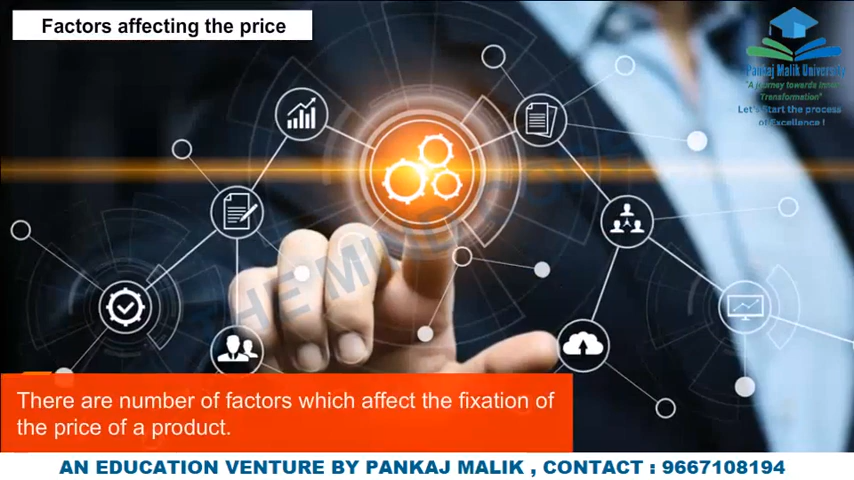 Factors affecting the price
Pankaj Malik University
"A journey towards Inner
Transformation"
Let's Start the process
of Excellence !
There are number of factors which affect the fixation of
the price of a product.
AN EDUCATION VENTURE BY PANKAJ MALIK , CONTACT : 9667108194